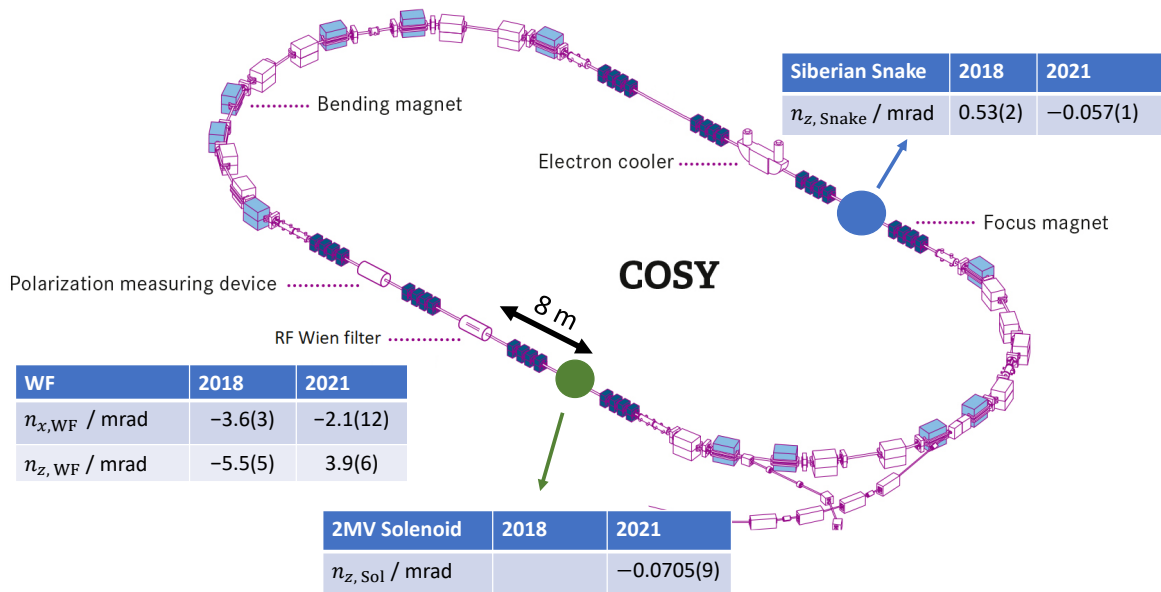 Siberian Snake 2018 2021
n_z, Snake / mrad 0.53(2) −0.057(1)
Bending magnet
Electron cooler
Focus magnet
COSY
Polarization measuring device
8 m
RF Wien filter
WF 2018 2021
n_x,WF / mrad −3.6(3) −2.1(12)
n_z,WF / mrad −5.5(5) 3.9(6)
2MV Solenoid 2018 2021
n_z, Sol / mrad −0.0705(9)